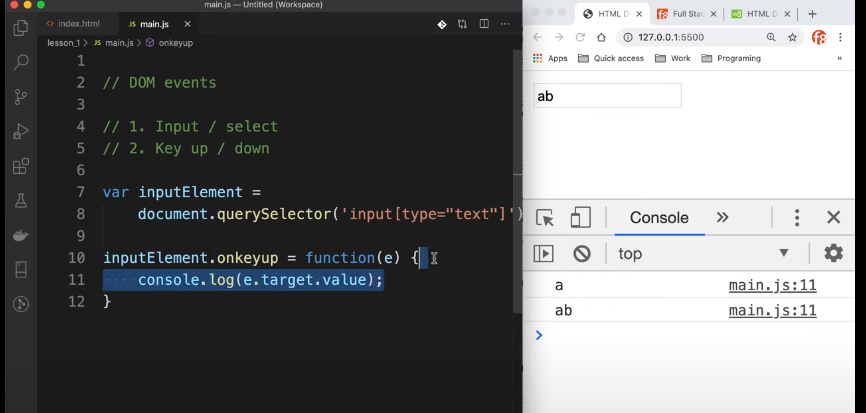 main.js — Untitled (Workspace)
index.html
main.js
lesson_1 > JS main.js > onkeyup
1
2 // DOM events
3
4 // 1. Input / select
5 // 2. Key up / down
6
7 var inputElement =
8 document.querySelector('input[type="text"]')
9
10 inputElement.onkeyup = function(e) {
11 console.log(e.target.value);
12 }
HTML D
Full Stac
HTML D
127.0.0.1:5500
Apps Quick access Work Programing »
ab
Console
top
a main.js:11
ab main.js:11